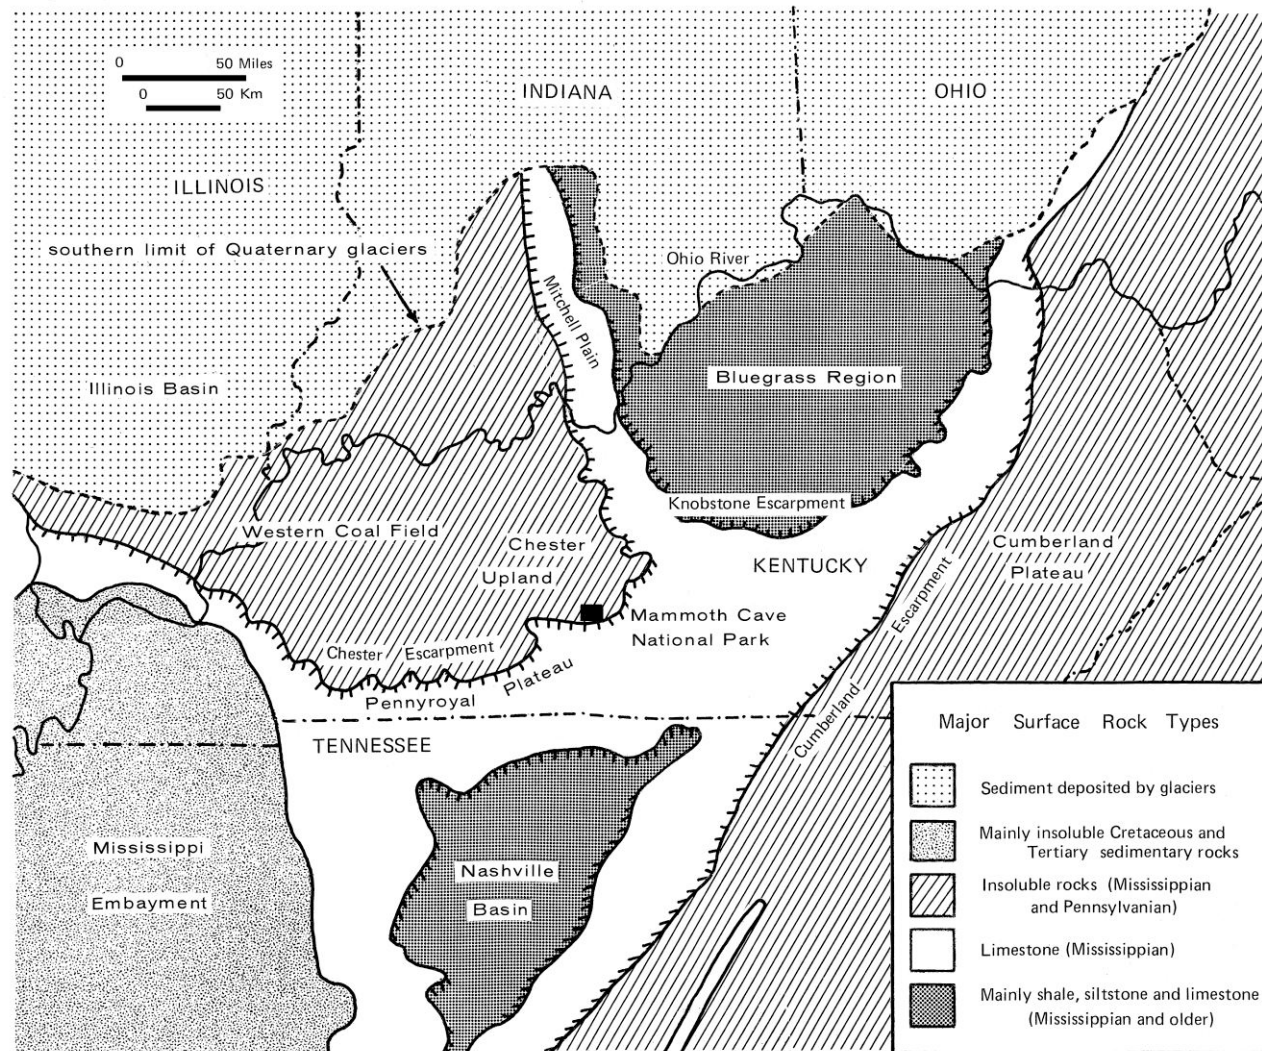 0 50 Miles
0 50 Km
INDIANA
OHIO
ILLINOIS
southern limit of Quaternary glaciers
Ohio River
Mitchell Plain
Illinois Basin
Bluegrass Region
Knobstone Escarpment
Western Coal Field
Chester
Upland
KENTUCKY
Cumberland
Plateau
Mammoth Cave
National Park
Chester Escarpment
Pennyroyal Plateau
Cumberland Escarpment
TENNESSEE
Mississippi
Embayment
Nashville
Basin
Major Surface Rock Types
Sediment deposited by glaciers
Mainly insoluble Cretaceous and
Tertiary sedimentary rocks
Insoluble rocks (Mississippian
and Pennsylvanian)
Limestone (Mississippian)
Mainly shale, siltstone and limestone
(Mississippian and older)